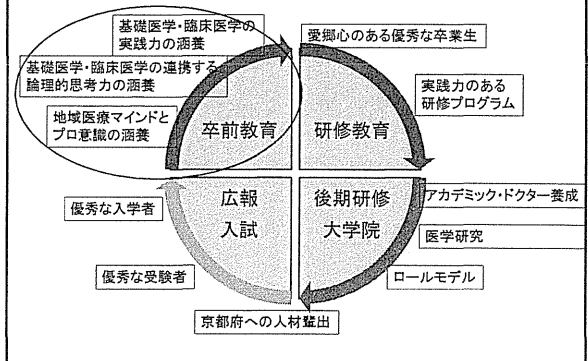 基礎医学・臨床医学の
実践力の涵養
基礎医学・臨床医学の連携する
論理的思考力の涵養
地域医療マインドと
プロ意識の涵養
愛郷心のある優秀な卒業生
実践力のある
研修プログラム
卒前教育
研修教育
広報
入試
後期研修
大学院
優秀な入学者
優秀な受験者
アカデミック・ドクター養成
医学研究
ロールモデル
京都府への人材輩出